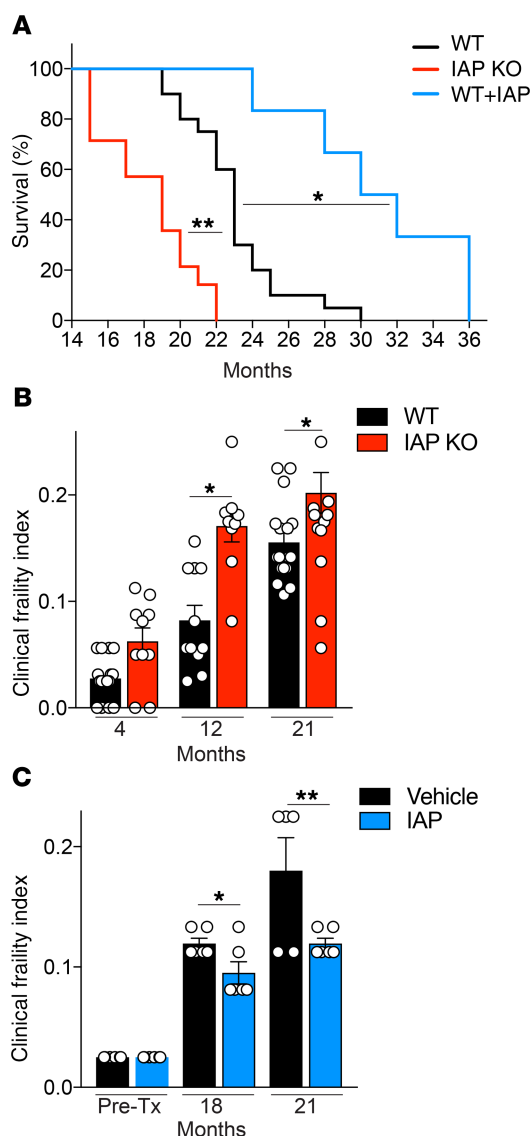 A
WT
IAP KO
WT+IAP
100
80
60
40
20
0
Survival (%)
*
**
14 16 18 20 22 24 26 28 30 32 34 36
Months
B
WT
IAP KO
Clinical fraility index
0.2
0.1
0.0
*
*
4 12 21
Months
C
Vehicle
IAP
Clinical fraility index
0.2
0.1
0.0
*
**
Pre-Tx 18 21
Months